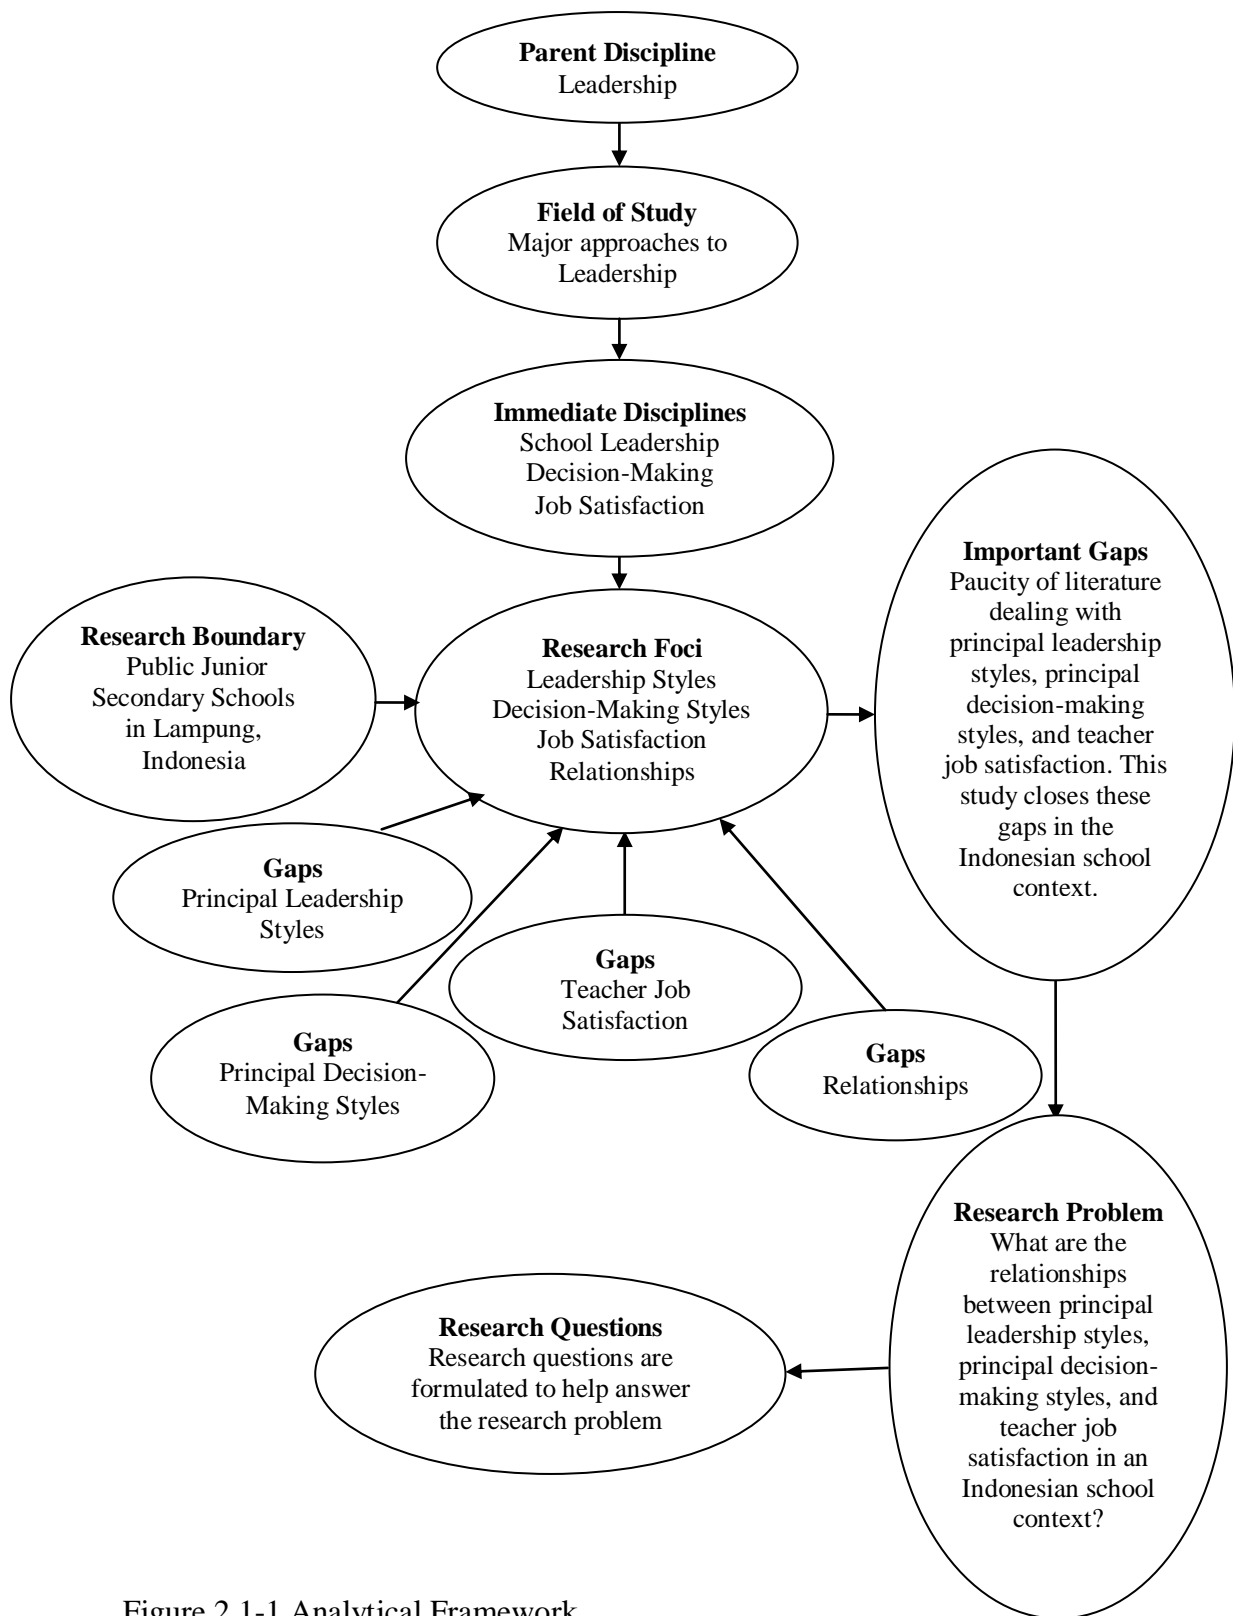 Parent Discipline
Leadership
Field of Study
Major approaches to
Leadership
Immediate Disciplines
School Leadership
Decision-Making
Job Satisfaction
Important Gaps
Paucity of literature
dealing with
principal leadership
styles, principal
decision-making
styles, and teacher
job satisfaction. This
study closes these
gaps in the
Indonesian school
context.
Research Boundary
Public Junior
Secondary Schools
in Lampung,
Indonesia
Research Foci
Leadership Styles
Decision-Making Styles
Job Satisfaction
Relationships
Gaps
Principal Leadership
Styles
Gaps
Teacher Job
Satisfaction
Gaps
Principal Decision-
Making Styles
Gaps
Relationships
Research Problem
What are the
relationships
between principal
leadership styles,
principal decision-
making styles, and
teacher job
satisfaction in an
Indonesian school
context?
Research Questions
Research questions are
formulated to help answer
the research problem
Figure 2.1-1 Analytical Framework